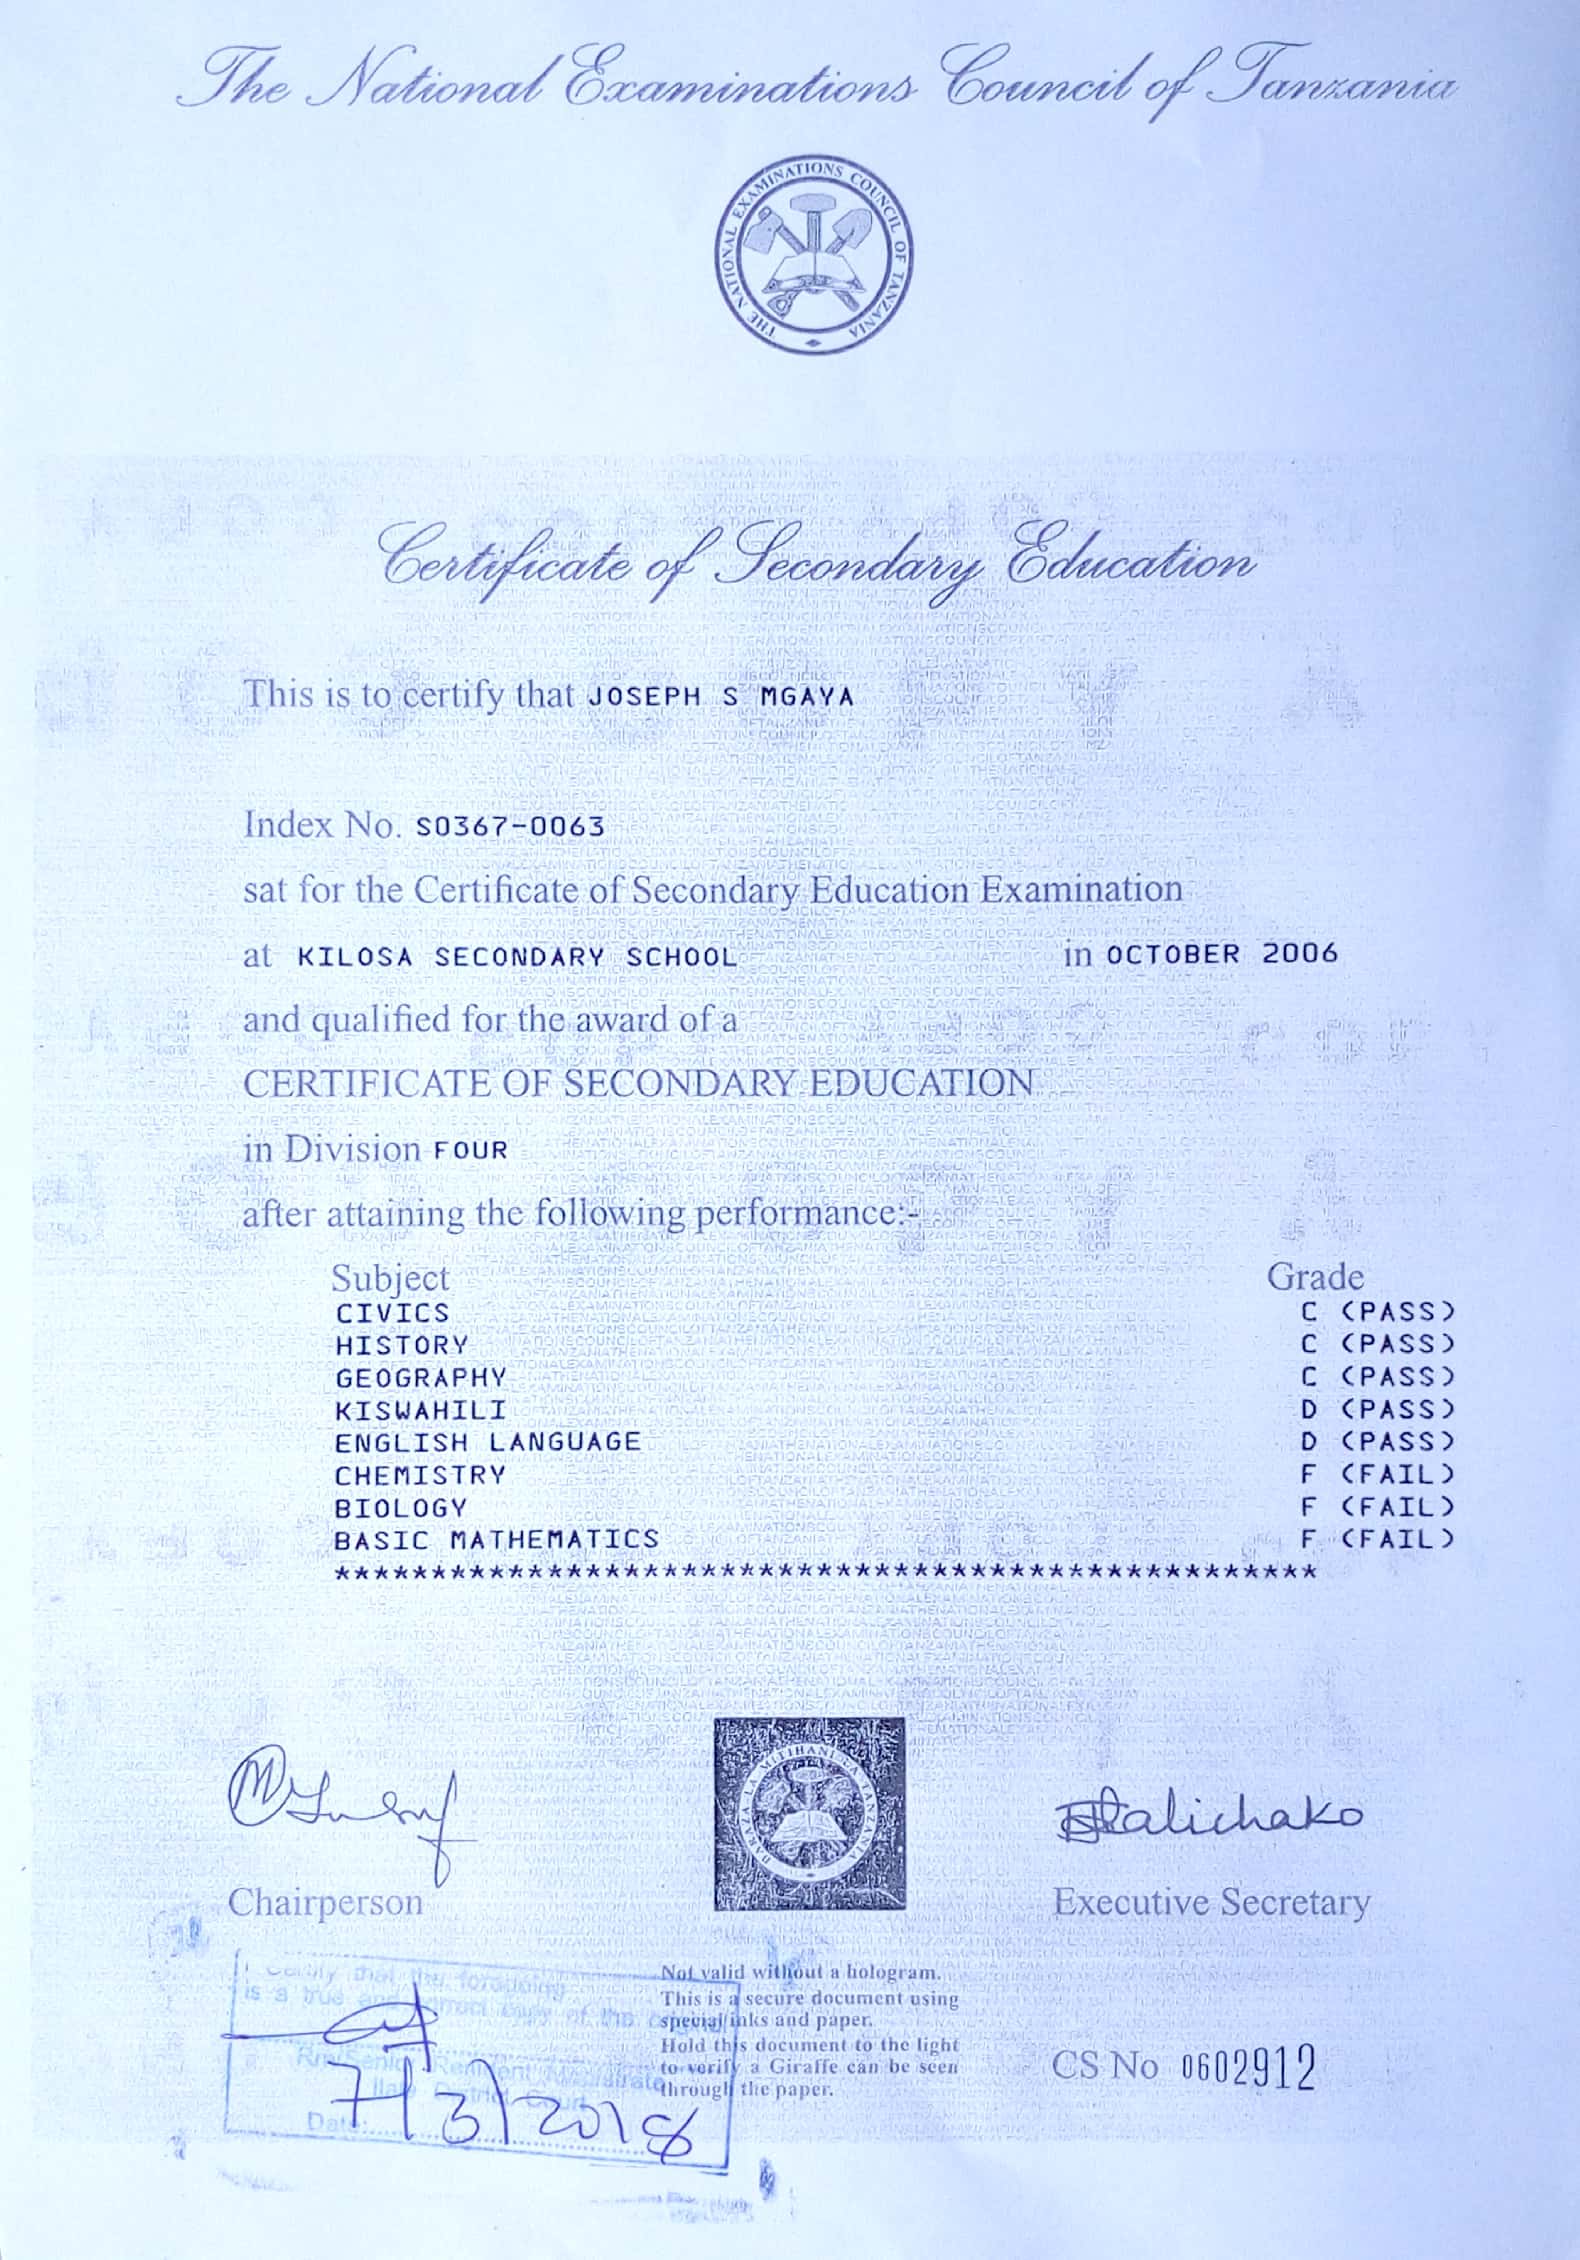 The National Examinations Council of Tanzania
THE NATIONAL EXAMINATIONS COUNCIL OF TANZANIA
Certificate of Secondary Education
This is to certify that JOSEPH S MGAYA
Index No. S0367-0063
sat for the Certificate of Secondary Education Examination
at KILOSA SECONDARY SCHOOL in OCTOBER 2006
and qualified for the award of a
CERTIFICATE OF SECONDARY EDUCATION
in Division FOUR
after attaining the following performance:-
Subject Grade
CIVICS C (PASS)
HISTORY C (PASS)
GEOGRAPHY C (PASS)
KISWAHILI D (PASS)
ENGLISH LANGUAGE D (PASS)
CHEMISTRY F (FAIL)
BIOLOGY F (FAIL)
BASIC MATHEMATICS F (FAIL)
****************************************************
BARAZA LA MITIHANI LA TANZANIA
Chairperson Executive Secretary
Not valid without a hologram.
This is a secure document using
special inks and paper.
Hold this document to the light
to verify a Giraffe can be seen
through the paper.
CS No 0602912
I Certify that the foregoing
is a true and correct copy of the
Resident Magistrate
District Court
Date: 7/3/2018